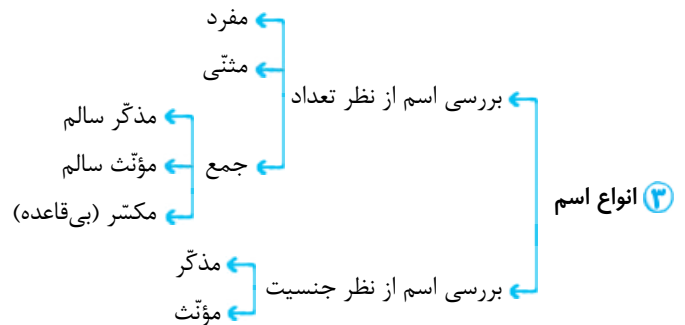 ۳ انواع اسم
بررسی اسم از نظر تعداد
مفرد
مثنّی
جمع
مذکّر سالم
مؤنّث سالم
مکسّر (بی‌قاعده)
بررسی اسم از نظر جنسیت
مذکّر
مؤنّث